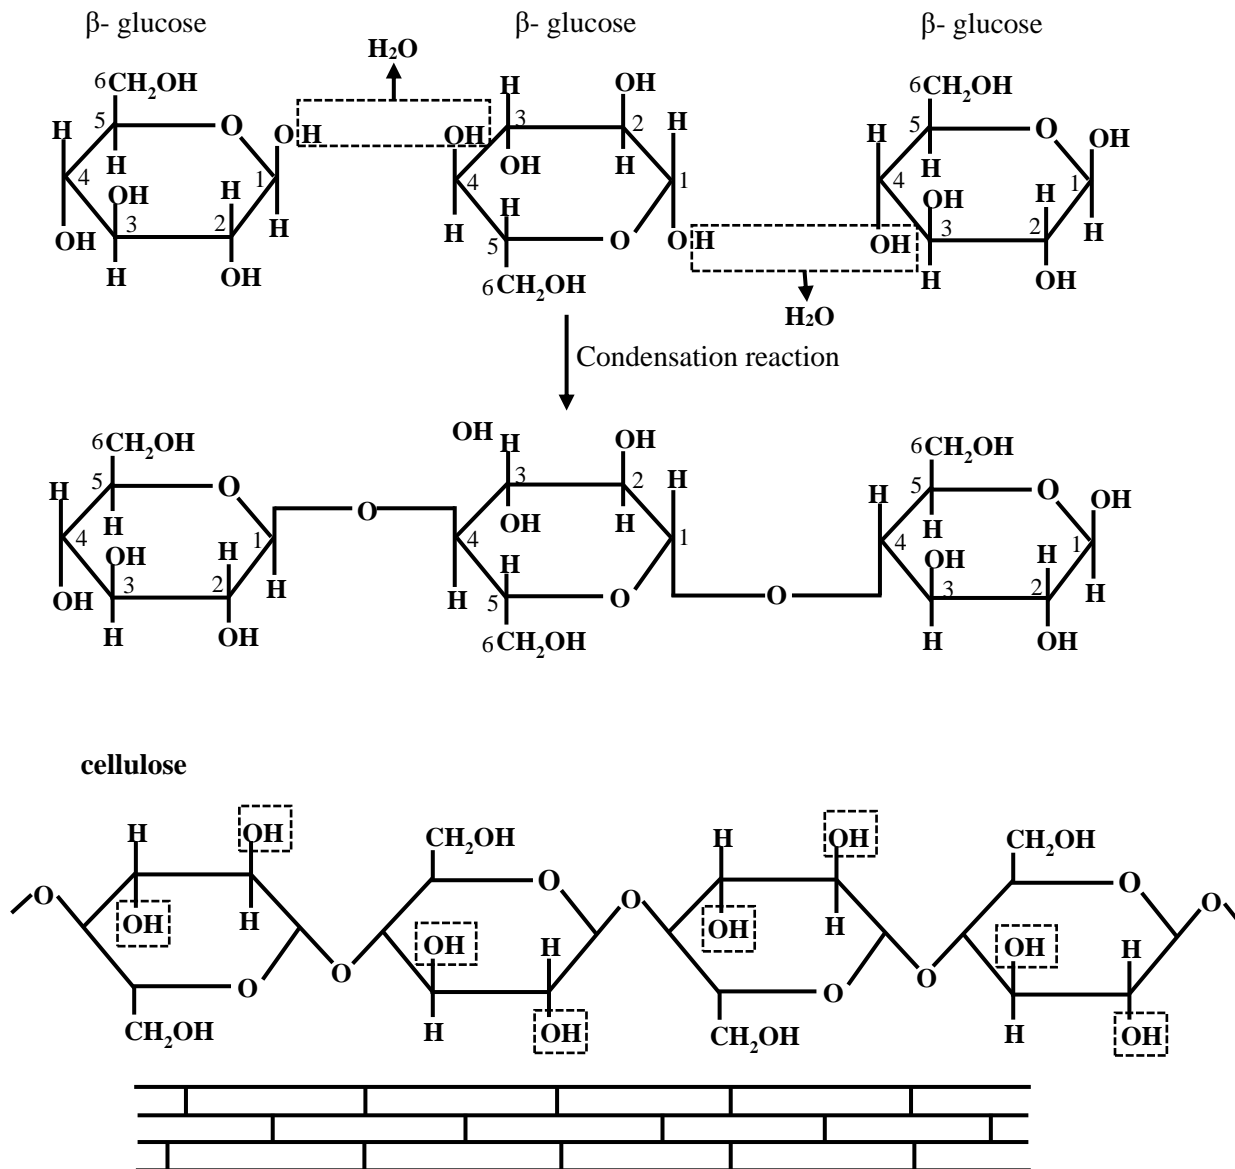 β- glucose β- glucose β- glucose
H₂O
6CH₂OH H OH 6CH₂OH
H 5 O OH OH 3 2 H H 5 O OH
4 H OH H 1 OH H 4 1 H 4 H OH H 1
OH 3 2 H H H 5 O OH OH 3 2 H
H OH 6CH₂OH H OH
H₂O
Condensation reaction
6CH₂OH OH H OH 6CH₂OH
H 5 O 3 2 H H 5 O OH
O OH H
4 H OH H 1 4 1 4 H OH H 1
OH 3 2 H H H 5 O O 3 2 H
H OH 6CH₂OH H OH
cellulose
H OH CH₂OH H OH CH₂OH
O O O O O
OH H OH H OH H OH H
O O O O
CH₂OH H OH CH₂OH H OH